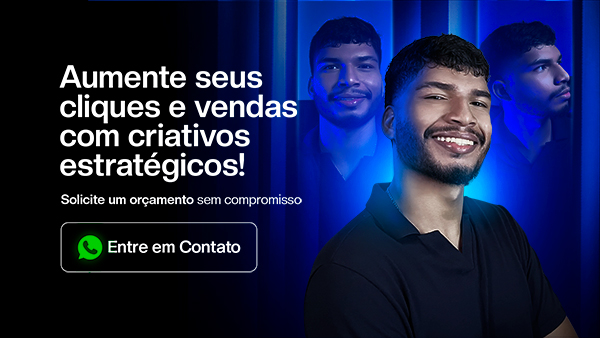 Aumente seus
cliques e vendas
com criativos
estratégicos!
Solicite um orçamento sem compromisso
Entre em Contato